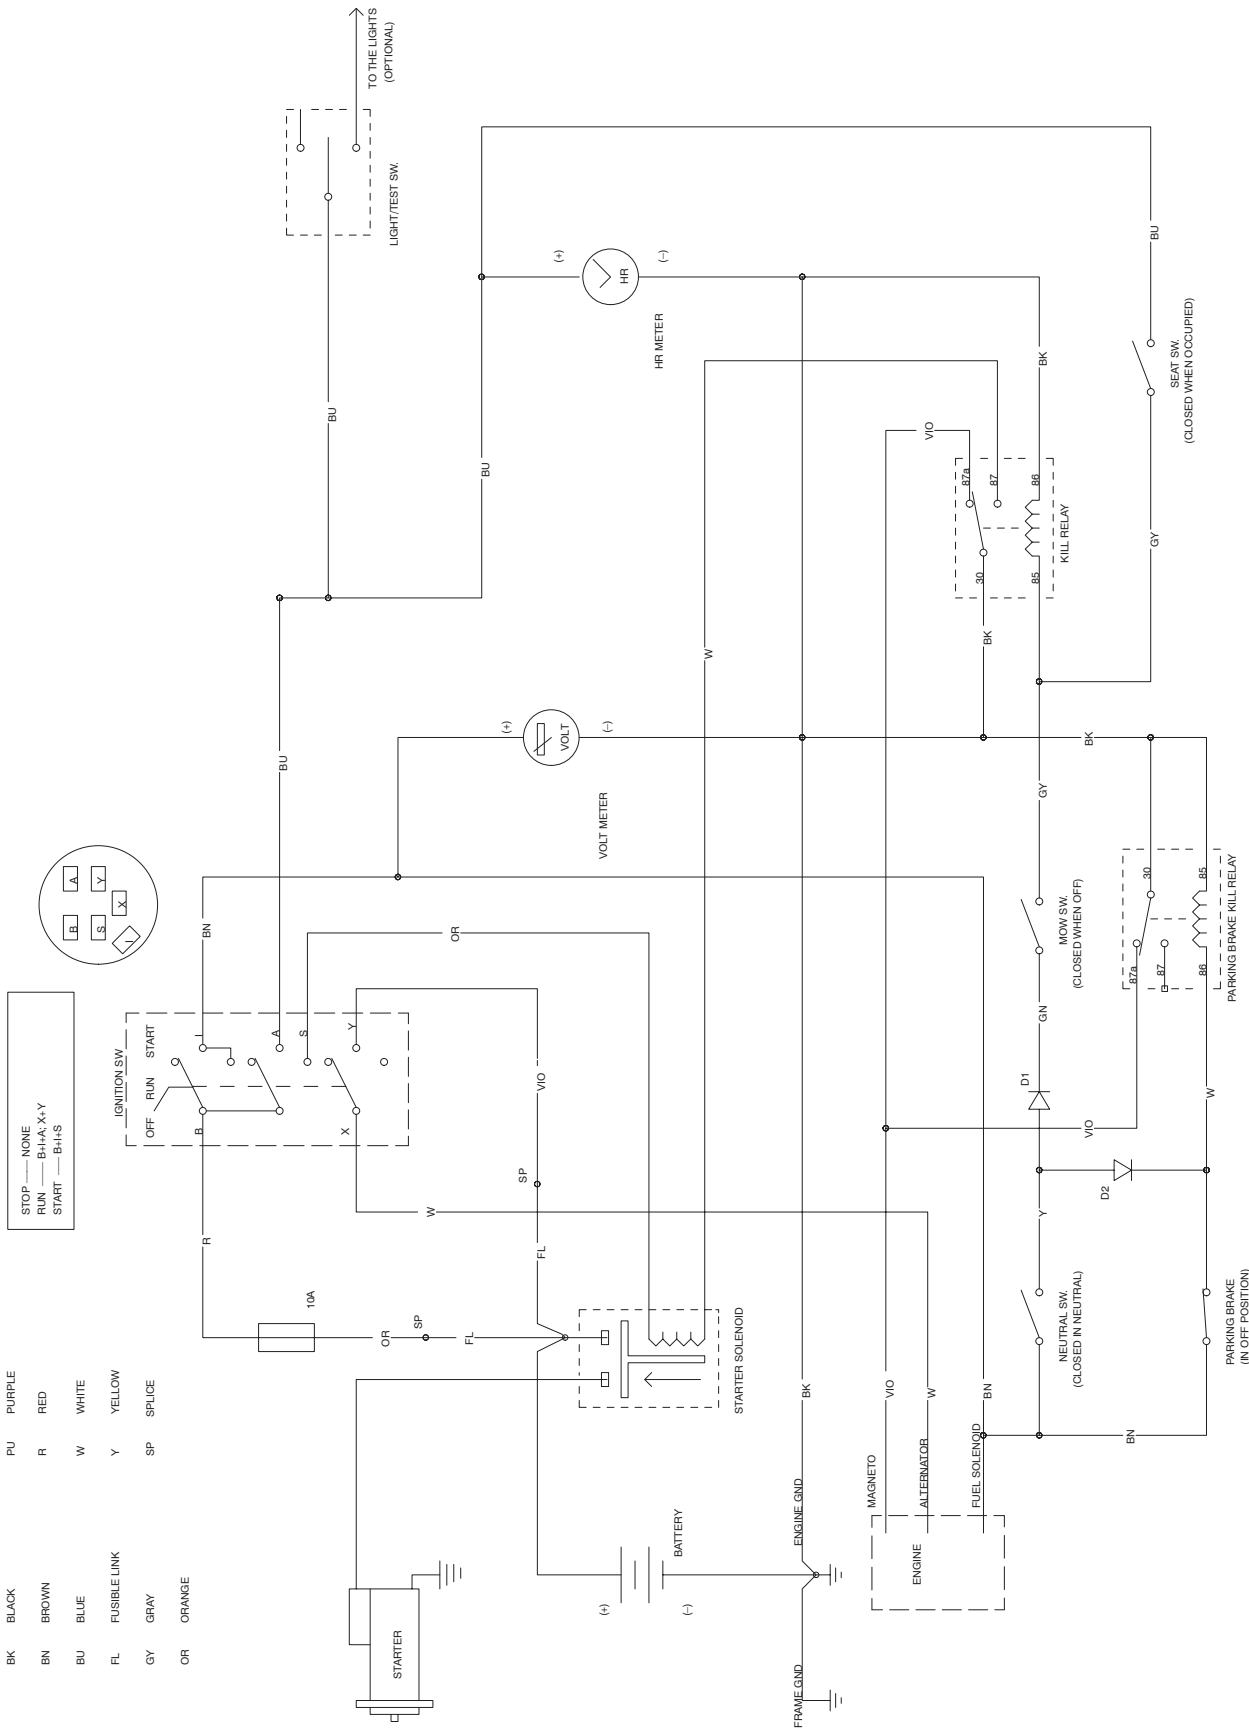 BK BLACK
BN BROWN
BU BLUE
FL FUSIBLE LINK
GY GRAY
OR ORANGE
PU PURPLE
R RED
W WHITE
Y YELLOW
SP SPLICE
STOP —— NONE
RUN —— B+I+A; X+Y
START —— B+I+S
B
A
S
Y
X
I
IGNITION SW
OFF RUN START
B
X
I
A
S
Y
R
10A
OR
SP
FL
BN
BU
OR
VIO
SP
FL
W
STARTER
STARTER SOLENOID
(+)
(–)
BATTERY
FRAME GND
ENGINE GND
BK
(+)
VOLT
(–)
VOLT METER
BU
BU
LIGHT/TEST SW.
TO THE LIGHTS
(OPTIONAL)
(+)
HR
(–)
HR METER
W
VIO
87a
87
86
30
85
KILL RELAY
BK
BK
BK
BU
SEAT SW.
(CLOSED WHEN OCCUPIED)
GY
GY
MOW SW.
(CLOSED WHEN OFF)
GN
D1
VIO
D2
Y
NEUTRAL SW.
(CLOSED IN NEUTRAL)
30
85
87a
87
86
PARKING BRAKE KILL RELAY
W
PARKING BRAKE
(IN OFF POSITION)
BN
VIO
W
BN
MAGNETO
ALTERNATOR
FUEL SOLENOID
ENGINE